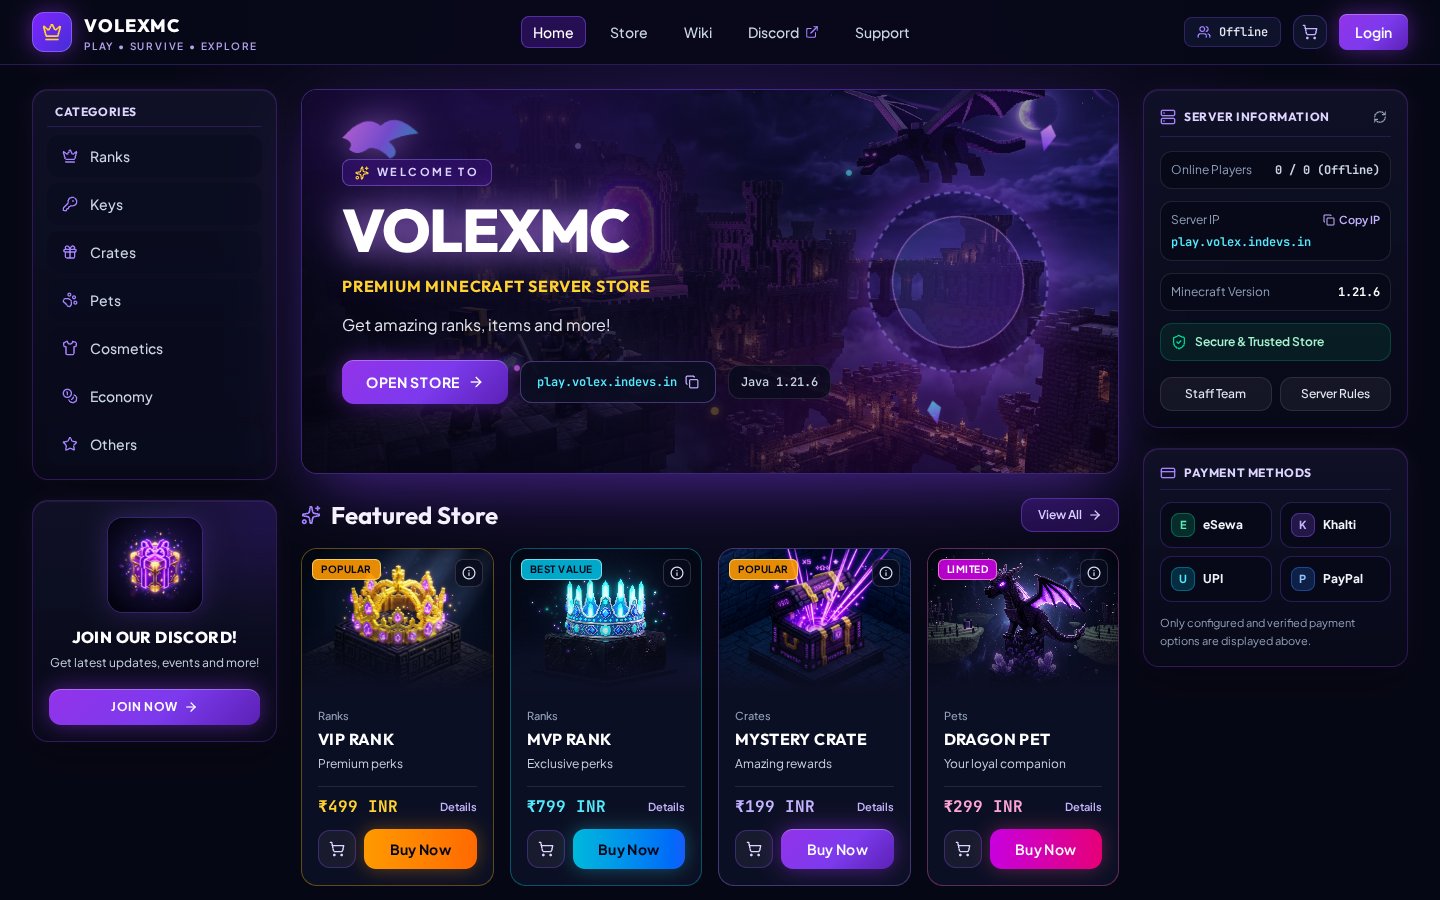 VOLEXMC
PLAY • SURVIVE • EXPLORE
Home
Store
Wiki
Discord
Support
Offline
Login
CATEGORIES
Ranks
Keys
Crates
Pets
Cosmetics
Economy
Others
JOIN OUR DISCORD!
Get latest updates, events and more!
JOIN NOW
WELCOME TO
VOLEXMC
PREMIUM MINECRAFT SERVER STORE
Get amazing ranks, items and more!
OPEN STORE
play.volex.indevs.in
Java 1.21.6
Featured Store
View All
POPULAR
Ranks
VIP RANK
Premium perks
₹499 INR
Details
Buy Now
BEST VALUE
Ranks
MVP RANK
Exclusive perks
₹799 INR
Details
Buy Now
POPULAR
Crates
MYSTERY CRATE
Amazing rewards
₹199 INR
Details
Buy Now
LIMITED
Pets
DRAGON PET
Your loyal companion
₹299 INR
Details
Buy Now
SERVER INFORMATION
Online Players
0 / 0 (Offline)
Server IP
Copy IP
play.volex.indevs.in
Minecraft Version
1.21.6
Secure & Trusted Store
Staff Team
Server Rules
PAYMENT METHODS
E eSewa
K Khalti
U UPI
P PayPal
Only configured and verified payment
options are displayed above.